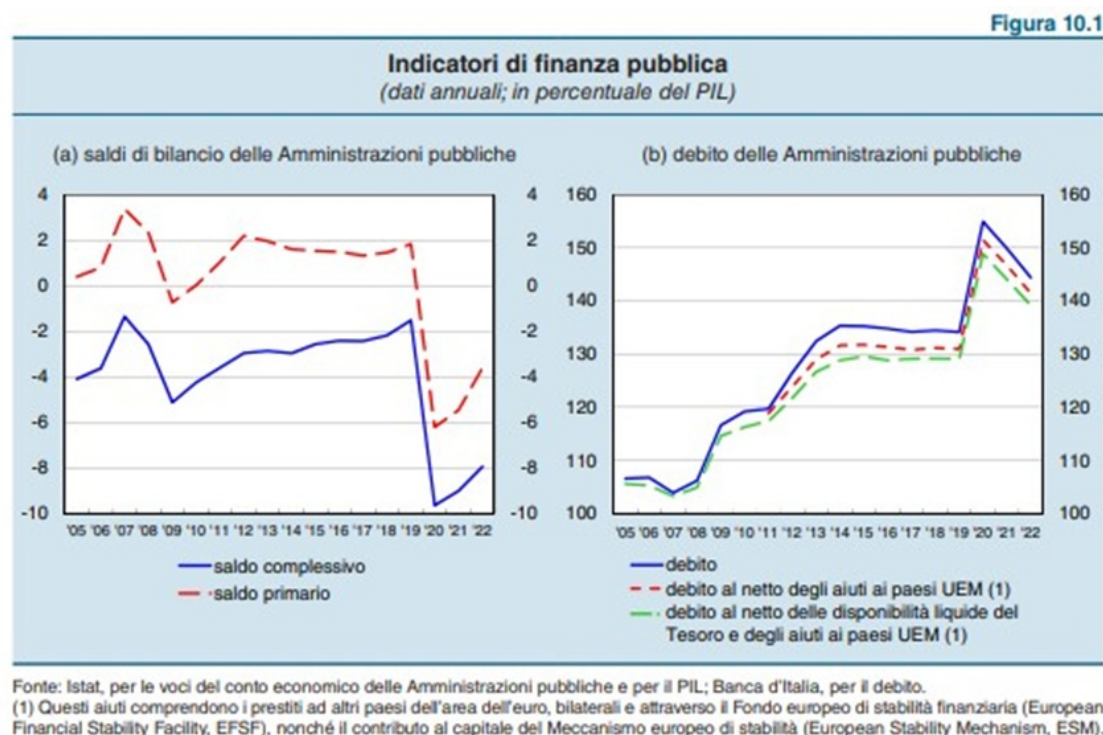 Figura 10.1
Indicatori di finanza pubblica
(dati annuali; in percentuale del PIL)
(a) saldi di bilancio delle Amministrazioni pubbliche
4 4
2 2
0 0
-2 -2
-4 -4
-6 -6
-8 -8
-10 -10
'05 '06 '07 '08 '09 '10 '11 '12 '13 '14 '15 '16 '17 '18 '19 '20 '21 '22
saldo complessivo
saldo primario
(b) debito delle Amministrazioni pubbliche
160 160
150 150
140 140
130 130
120 120
110 110
100 100
'05 '06 '07 '08 '09 '10 '11 '12 '13 '14 '15 '16 '17 '18 '19 '20 '21 '22
debito
debito al netto degli aiuti ai paesi UEM (1)
debito al netto delle disponibilità liquide del
Tesoro e degli aiuti ai paesi UEM (1)
Fonte: Istat, per le voci del conto economico delle Amministrazioni pubbliche e per il PIL; Banca d'Italia, per il debito.
(1) Questi aiuti comprendono i prestiti ad altri paesi dell'area dell'euro, bilaterali e attraverso il Fondo europeo di stabilità finanziaria (European
Financial Stability Facility, EFSF), nonché il contributo al capitale del Meccanismo europeo di stabilità (European Stability Mechanism, ESM).